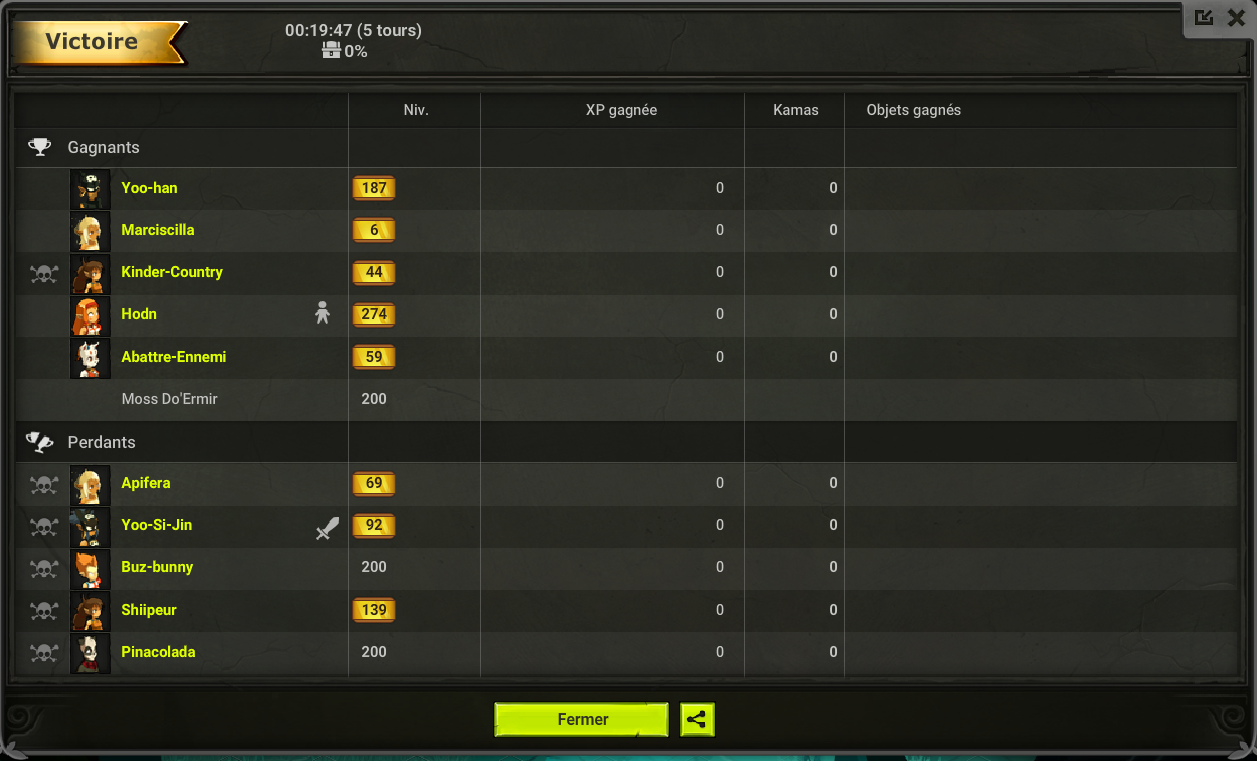 Victoire
00:19:47 (5 tours)
0%
Niv. XP gagnée Kamas Objets gagnés
Gagnants
Yoo-han 187 0 0
Marciscilla 6 0 0
Kinder-Country 44 0 0
Hodn 274 0 0
Abattre-Ennemi 59 0 0
Moss Do'Ermir 200
Perdants
Apifera 69 0 0
Yoo-Si-Jin 92 0 0
Buz-bunny 200 0 0
Shiipeur 139 0 0
Pinacolada 200 0 0
Fermer